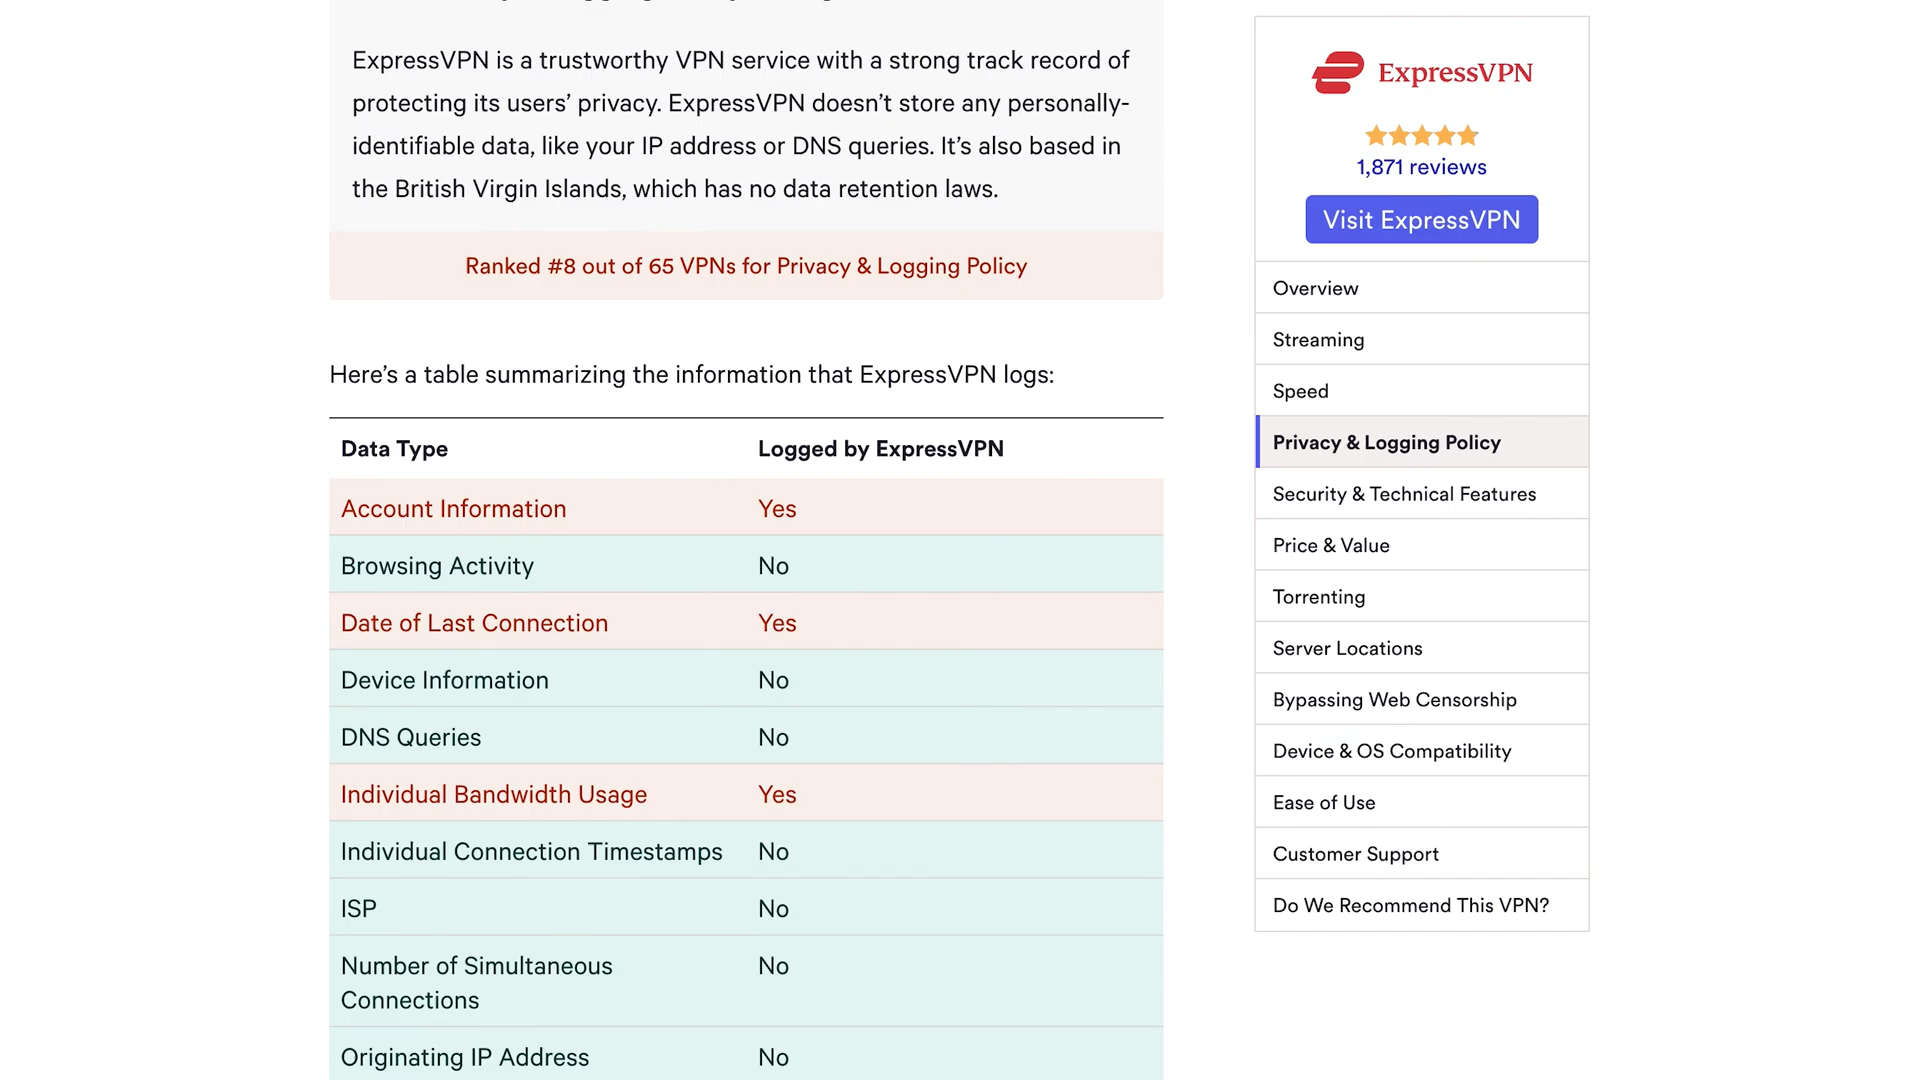 ExpressVPN is a trustworthy VPN service with a strong track record of
protecting its users’ privacy. ExpressVPN doesn’t store any personally-
identifiable data, like your IP address or DNS queries. It’s also based in
the British Virgin Islands, which has no data retention laws.
Ranked #8 out of 65 VPNs for Privacy & Logging Policy
Here’s a table summarizing the information that ExpressVPN logs:
Data Type Logged by ExpressVPN
Account Information Yes
Browsing Activity No
Date of Last Connection Yes
Device Information No
DNS Queries No
Individual Bandwidth Usage Yes
Individual Connection Timestamps No
ISP No
Number of Simultaneous No
Connections
Originating IP Address No
ExpressVPN
1,871 reviews
Visit ExpressVPN
Overview
Streaming
Speed
Privacy & Logging Policy
Security & Technical Features
Price & Value
Torrenting
Server Locations
Bypassing Web Censorship
Device & OS Compatibility
Ease of Use
Customer Support
Do We Recommend This VPN?